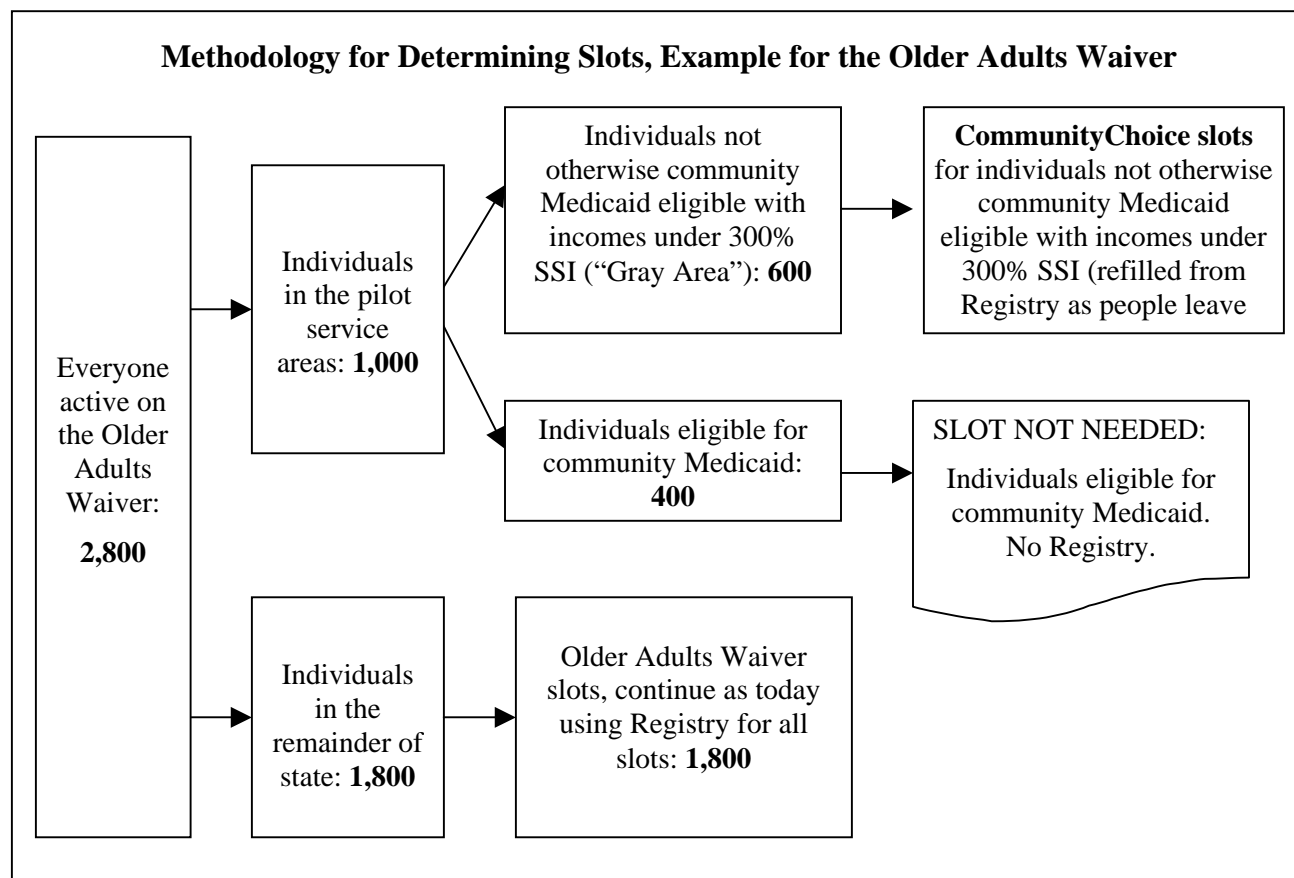 Methodology for Determining Slots, Example for the Older Adults Waiver
Everyone
active on
the Older
Adults
Waiver:
2,800
Individuals
in the pilot
service
areas: 1,000
Individuals not
otherwise community
Medicaid eligible with
incomes under 300%
SSI (“Gray Area”): 600
CommunityChoice slots
for individuals not otherwise
community Medicaid
eligible with incomes under
300% SSI (refilled from
Registry as people leave
Individuals eligible for
community Medicaid:
400
SLOT NOT NEEDED:
Individuals eligible for
community Medicaid.
No Registry.
Individuals
in the
remainder of
state: 1,800
Older Adults Waiver
slots, continue as today
using Registry for all
slots: 1,800